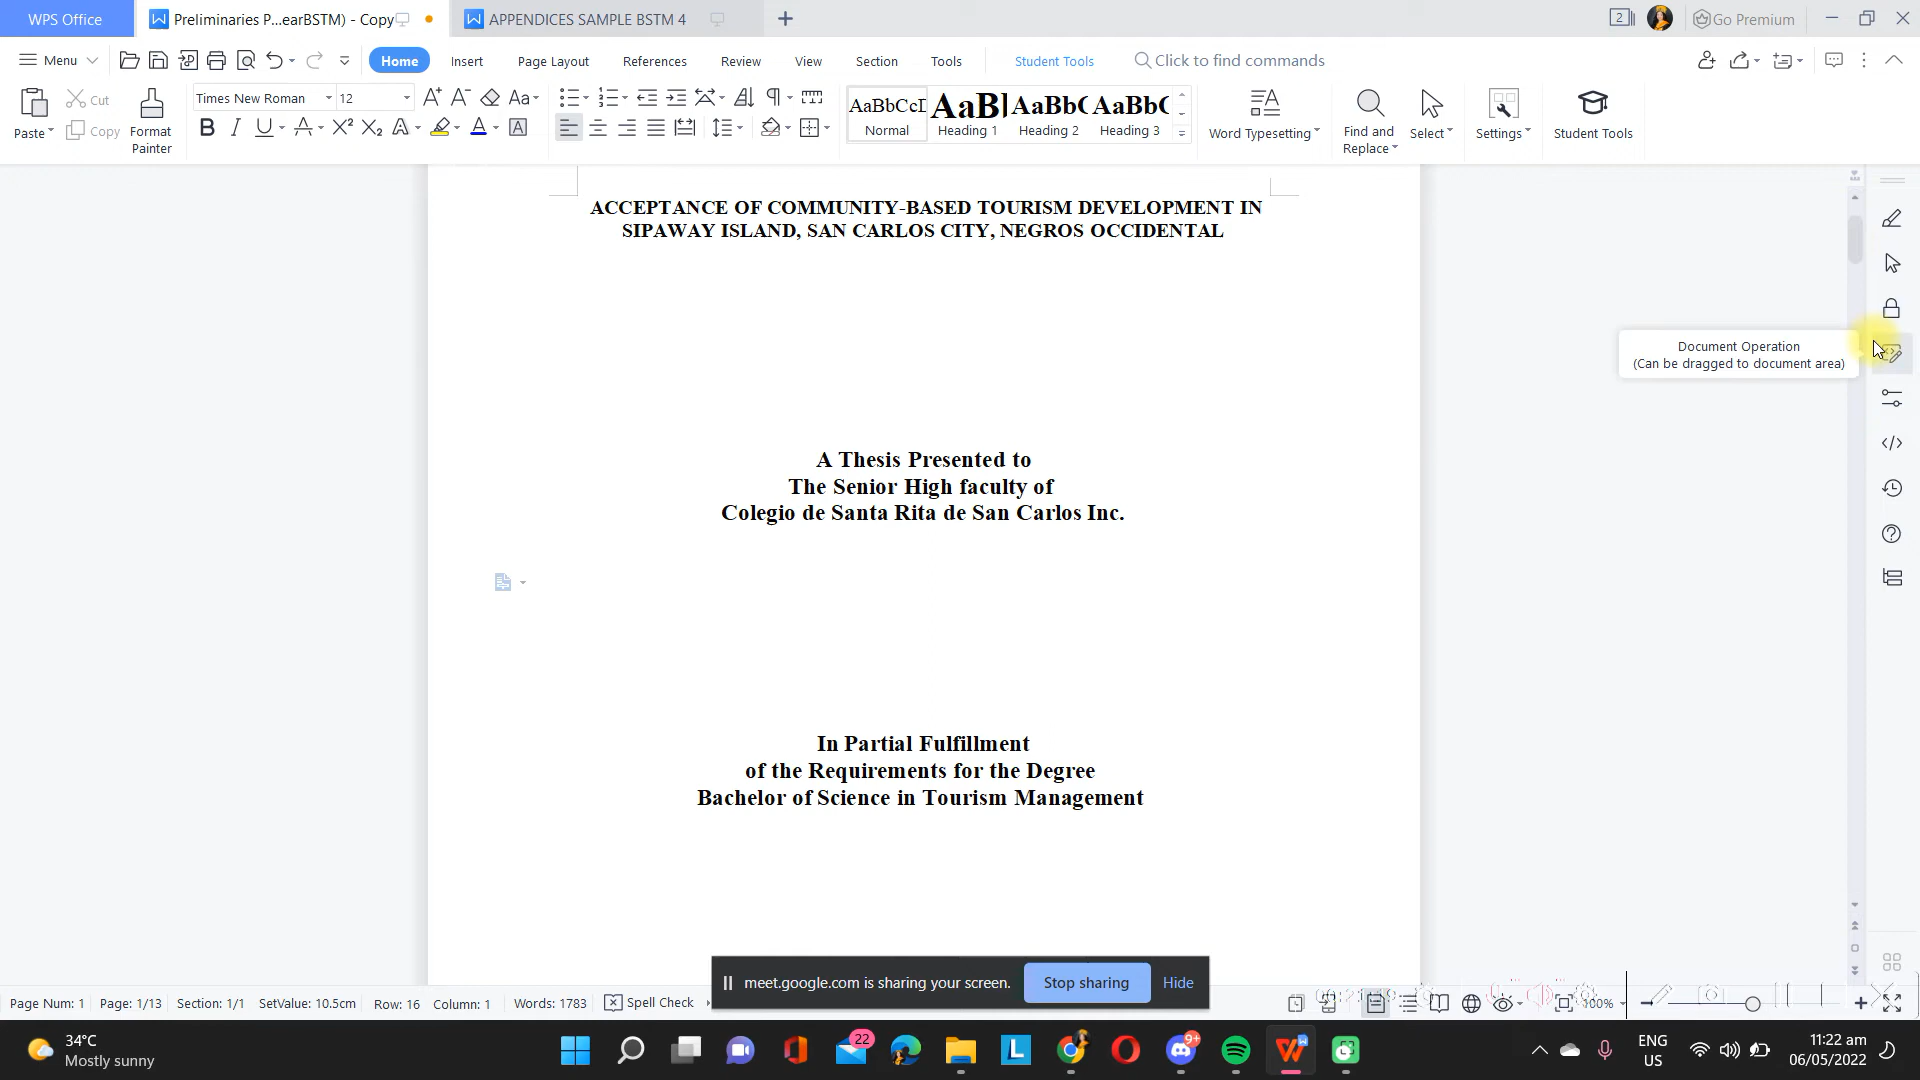 WPS Office
Preliminaries P...earBSTM) - Copy
APPENDICES SAMPLE BSTM 4
2
Go Premium
Menu
Home
Insert
Page Layout
References
Review
View
Section
Tools
Student Tools
Click to find commands
Paste
Cut
Copy
Format
Painter
Times New Roman
12
AaBbCcD
Normal
AaBl
Heading 1
AaBb(
Heading 2
AaBb(
Heading 3
Word Typesetting
Find and
Replace
Select
Settings
Student Tools
ACCEPTANCE OF COMMUNITY-BASED TOURISM DEVELOPMENT IN
SIPAWAY ISLAND, SAN CARLOS CITY, NEGROS OCCIDENTAL
Document Operation
(Can be dragged to document area)
A Thesis Presented to
The Senior High faculty of
Colegio de Santa Rita de San Carlos Inc.
In Partial Fulfillment
of the Requirements for the Degree
Bachelor of Science in Tourism Management
meet.google.com is sharing your screen.
Stop sharing
Hide
Page Num: 1
Page: 1/13
Section: 1/1
SetValue: 10.5cm
Row: 16
Column: 1
Words: 1783
Spell Check
100%
34°C
Mostly sunny
22
9+
ENG
US
11:22 am
06/05/2022